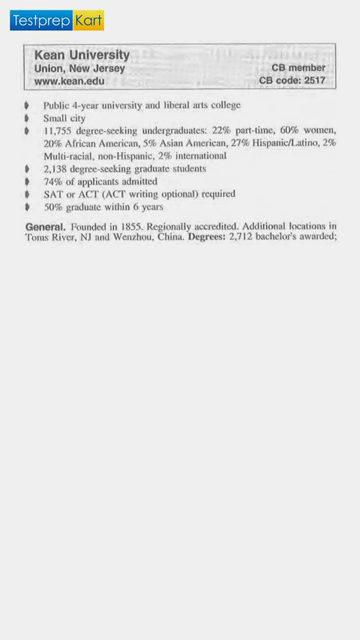 Testprep Kart
Kean University
Union, New Jersey CB member
www.kean.edu CB code: 2517
Public 4-year university and liberal arts college
Small city
11,755 degree-seeking undergraduates: 22% part-time, 60% women,
20% African American, 5% Asian American, 27% Hispanic/Latino, 2%
Multi-racial, non-Hispanic, 2% international
2,138 degree-seeking graduate students
74% of applicants admitted
SAT or ACT (ACT writing optional) required
50% graduate within 6 years
General. Founded in 1855. Regionally accredited. Additional locations in
Toms River, NJ and Wenzhou, China. Degrees: 2,712 bachelor's awarded;